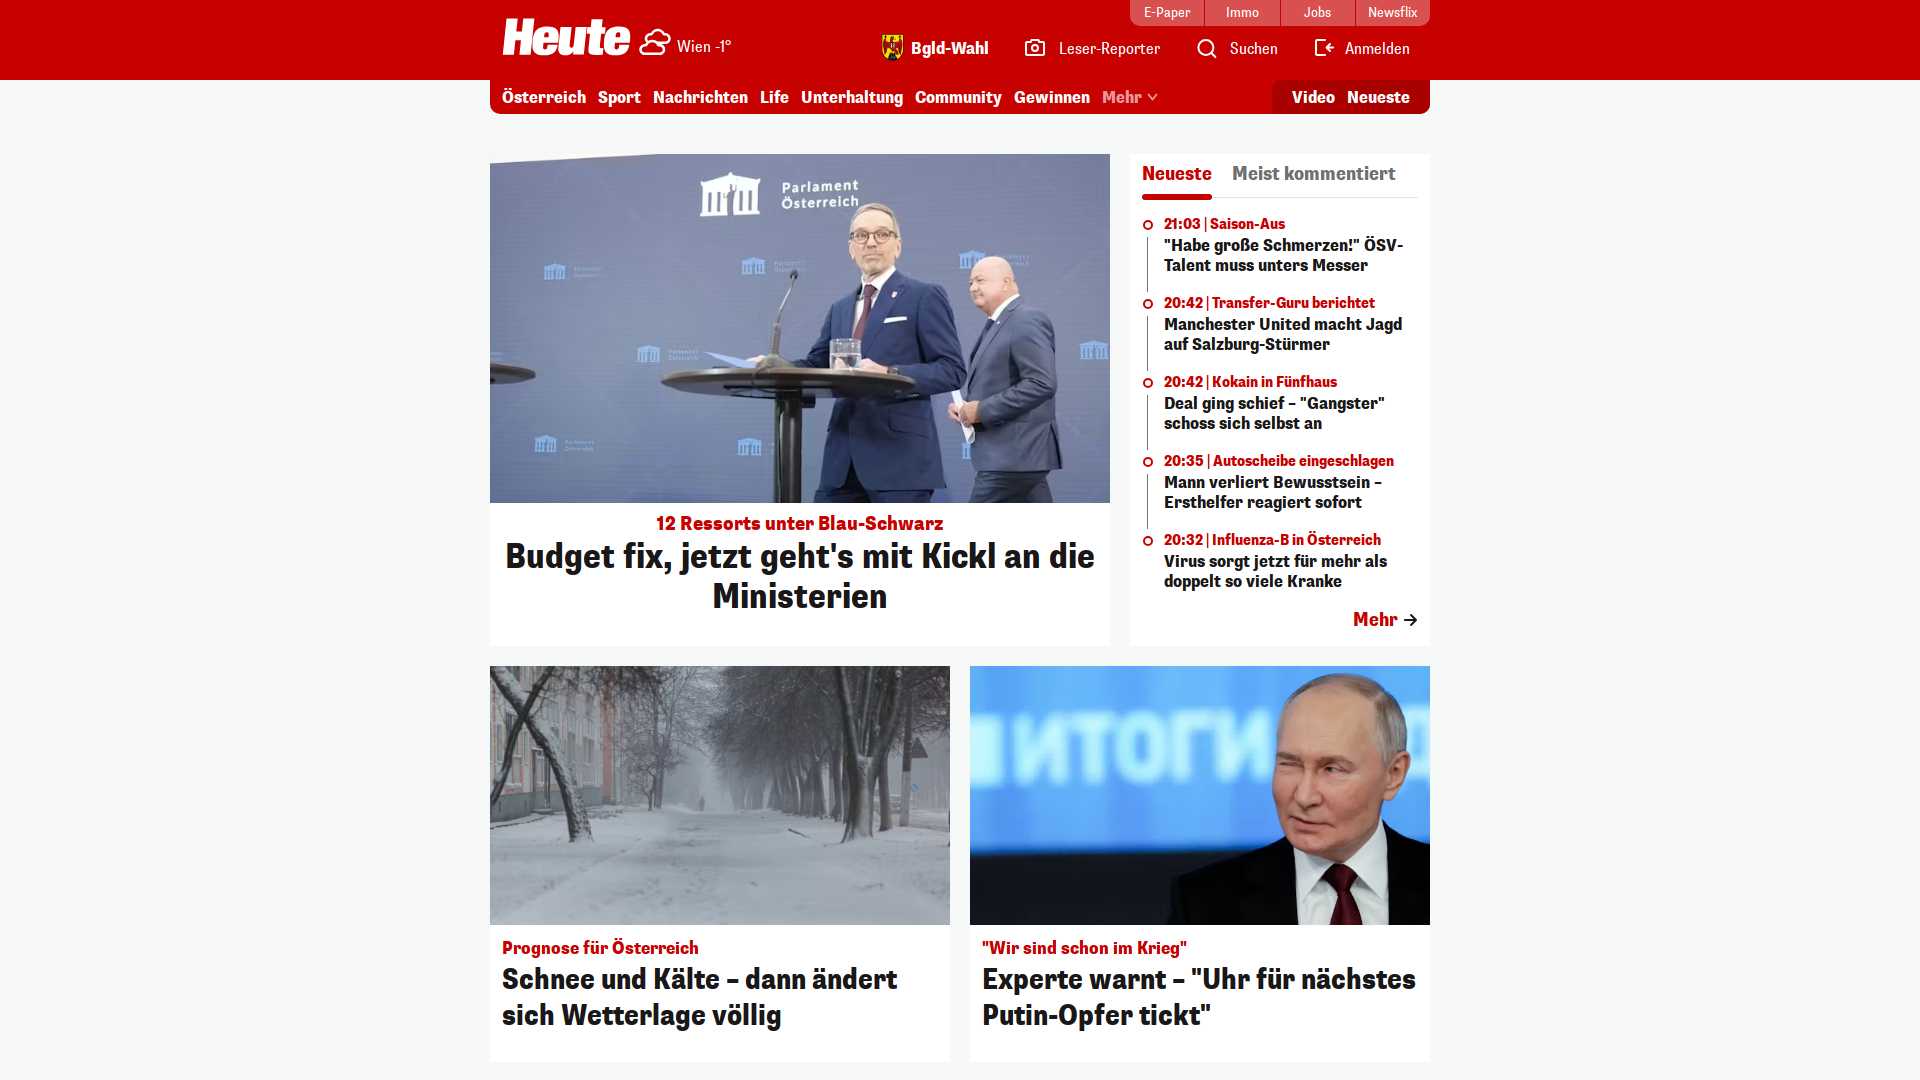 E-Paper
Immo
Jobs
Newsflix
Heute
Wien -1°
Bgld-Wahl
Leser-Reporter
Suchen
Anmelden
Österreich
Sport
Nachrichten
Life
Unterhaltung
Community
Gewinnen
Mehr
Video
Neueste
Parlament
Österreich
12 Ressorts unter Blau-Schwarz
Budget fix, jetzt geht's mit Kickl an die
Ministerien
Neueste
Meist kommentiert
21:03 | Saison-Aus
"Habe große Schmerzen!" ÖSV-
Talent muss unters Messer
20:42 | Transfer-Guru berichtet
Manchester United macht Jagd
auf Salzburg-Stürmer
20:42 | Kokain in Fünfhaus
Deal ging schief – "Gangster"
schoss sich selbst an
20:35 | Autoscheibe eingeschlagen
Mann verliert Bewusstsein –
Ersthelfer reagiert sofort
20:32 | Influenza-B in Österreich
Virus sorgt jetzt für mehr als
doppelt so viele Kranke
Mehr
Prognose für Österreich
Schnee und Kälte – dann ändert
sich Wetterlage völlig
ИТОГИ
"Wir sind schon im Krieg"
Experte warnt – "Uhr für nächstes
Putin-Opfer tickt"